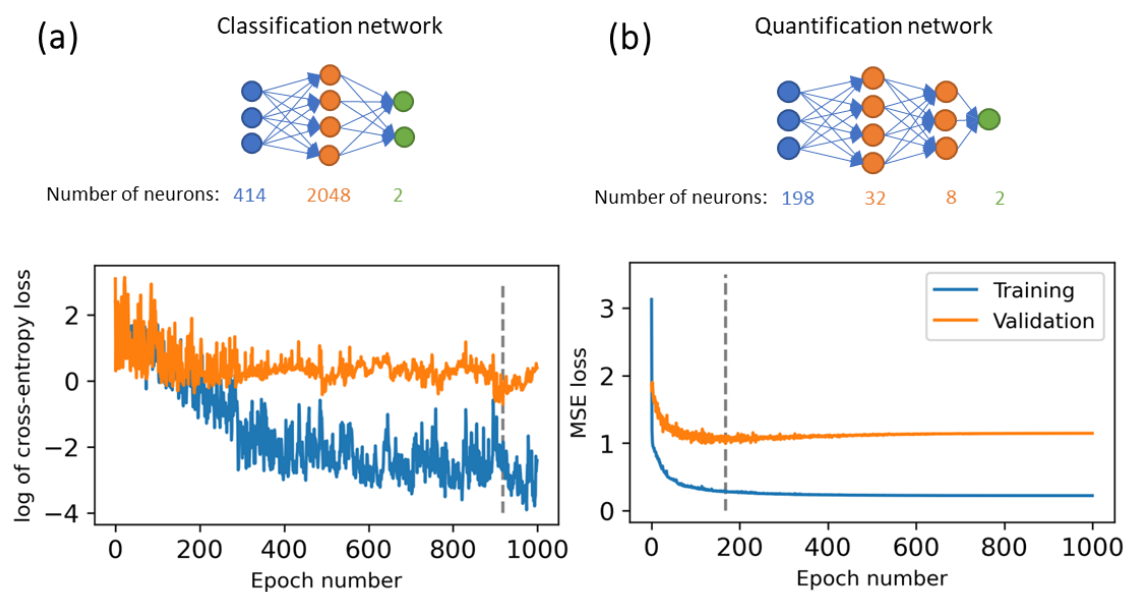 (a)
Classification network
Number of neurons: 414 2048 2
log of cross-entropy loss
2
0
−2
−4
0 200 400 600 800 1000
Epoch number
(b)
Quantification network
Number of neurons: 198 32 8 2
MSE loss
3
2
1
0
Training
Validation
0 200 400 600 800 1000
Epoch number